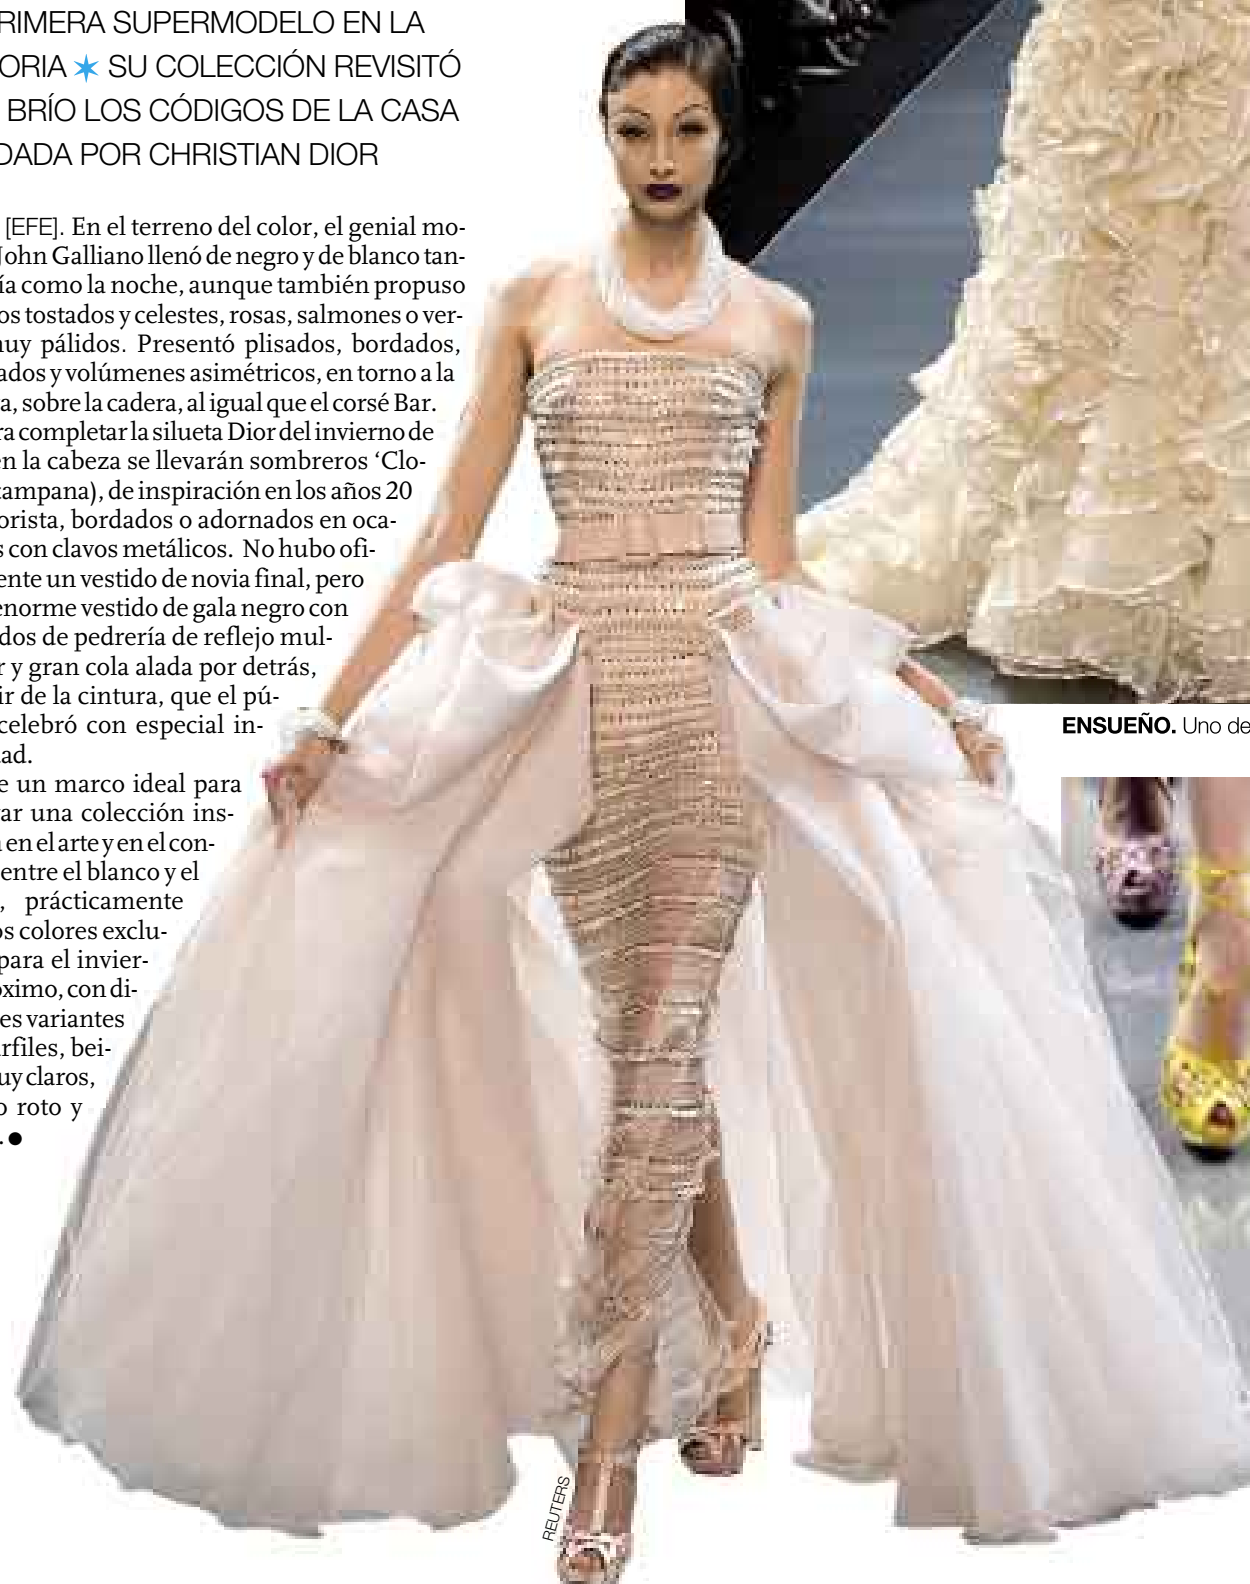 RIMERA SUPERMODELO EN LA
ORIA ✶ SU COLECCIÓN REVISITÓ
BRÍO LOS CÓDIGOS DE LA CASA
DADA POR CHRISTIAN DIOR
[EFE]. En el terreno del color, el genial mo-
John Galliano llenó de negro y de blanco tan-
ía como la noche, aunque también propuso
os tostados y celestes, rosas, salmones o ver-
muy pálidos. Presentó plisados, bordados,
ados y volúmenes asimétricos, en torno a la
a, sobre la cadera, al igual que el corsé Bar.
ra completar la silueta Dior del invierno de
en la cabeza se llevarán sombreros ‘Clo-
campana), de inspiración en los años 20
orista, bordados o adornados en oca-
s con clavos metálicos. No hubo ofi-
ente un vestido de novia final, pero
enorme vestido de gala negro con
dos de pedrería de reflejo mul-
r y gran cola alada por detrás,
ir de la cintura, que el pú-
celebró con especial in-
ad.
e un marco ideal para
ar una colección ins-
a en el arte y en el con-
entre el blanco y el
, prácticamente
os colores exclu-
para el invier-
óximo, con di-
es variantes
arfiles, bei-
uy claros,
o roto y
. ●
ENSUEÑO. Uno de
REUTERS